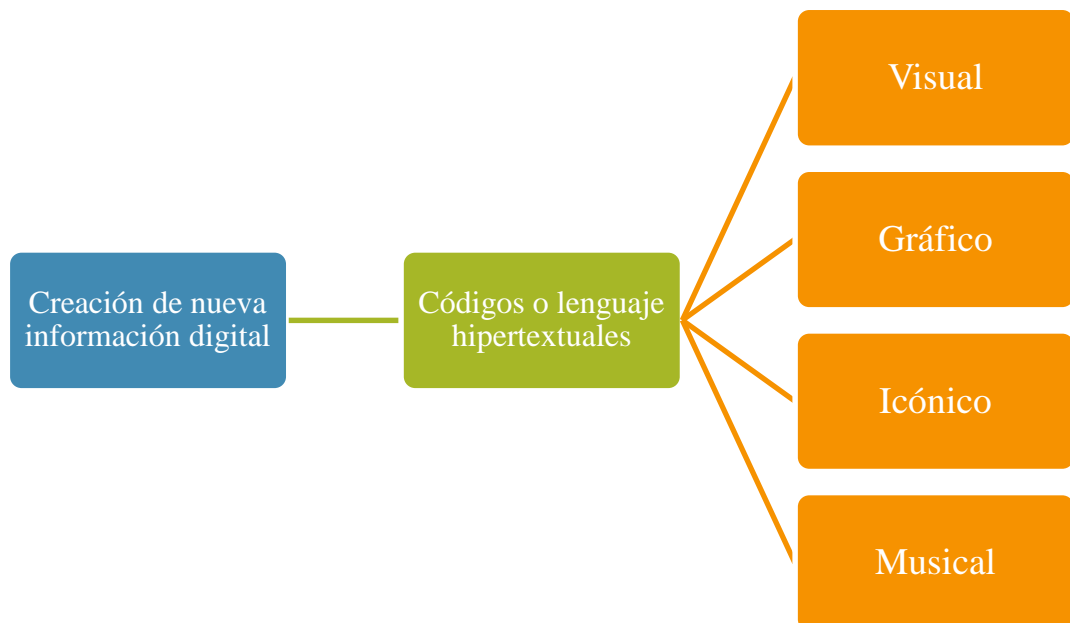 Creación de nueva
información digital
Códigos o lenguaje
hipertextuales
Visual
Gráfico
Icónico
Musical